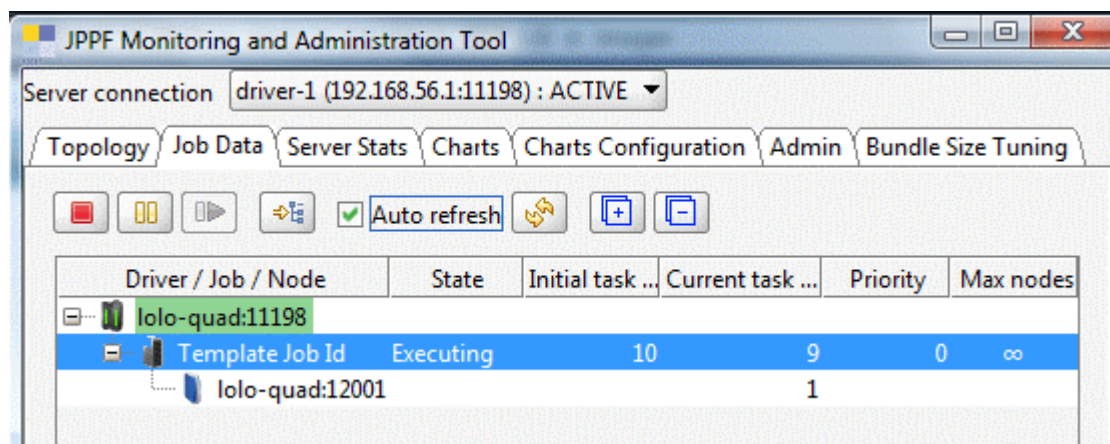 JPPF Monitoring and Administration Tool
Server connection driver-1 (192.168.56.1:11198) : ACTIVE
Topology Job Data Server Stats Charts Charts Configuration Admin Bundle Size Tuning
Auto refresh
Driver / Job / Node State Initial task ... Current task ... Priority Max nodes
lolo-quad:11198
Template Job Id Executing 10 9 0 ∞
lolo-quad:12001 1